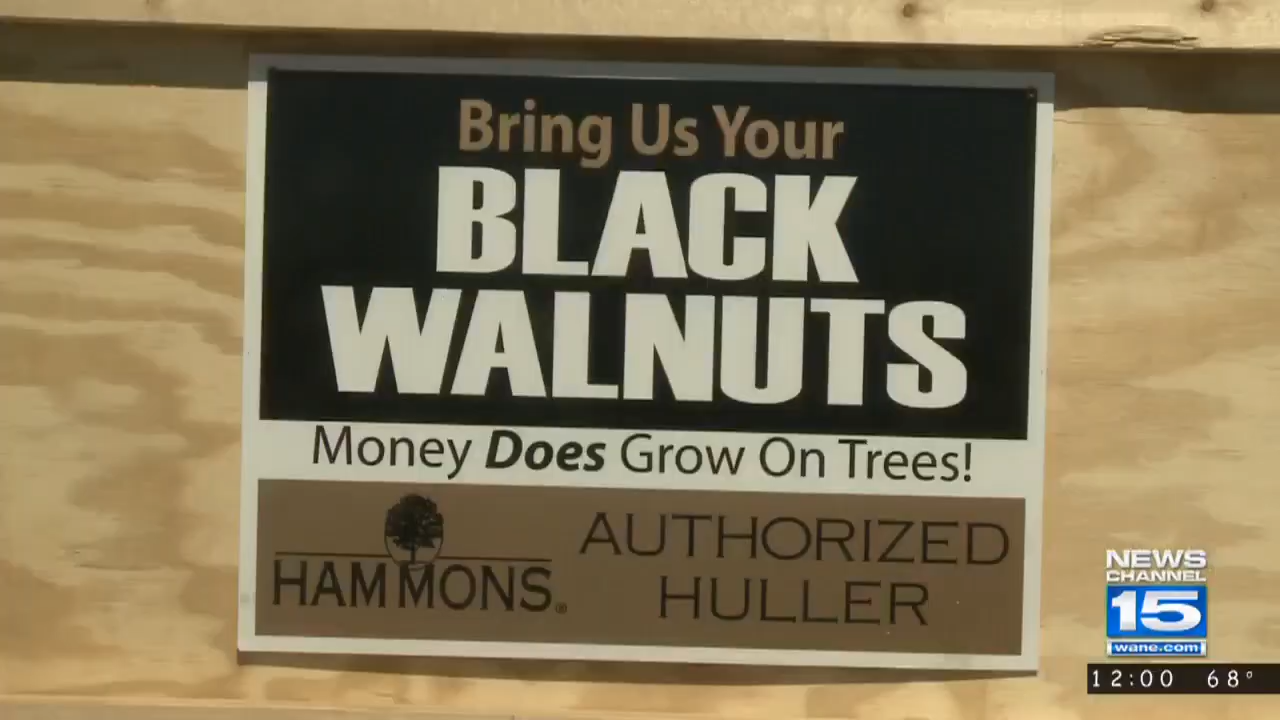 Bring Us Your
BLACK
WALNUTS
Money Does Grow On Trees!
HAMMONS®
AUTHORIZED
HULLER
NEWS
CHANNEL
15
wane.com
12:00 68°